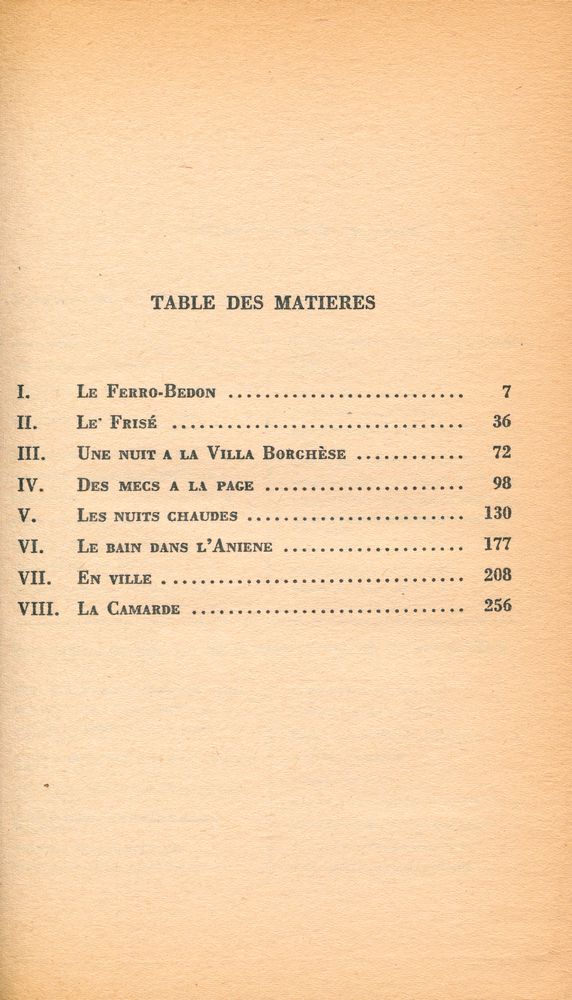 TABLE DES MATIERES
I. LE FERRO-BEDON .......................... 7
II. LE FRISÉ ................................ 36
III. UNE NUIT A LA VILLA BORGHÈSE ............ 72
IV. DES MECS A LA PAGE ...................... 98
V. LES NUITS CHAUDES ........................ 130
VI. LE BAIN DANS L'ANIENE .................... 177
VII. EN VILLE ................................. 208
VIII. LA CAMARDE .............................. 256